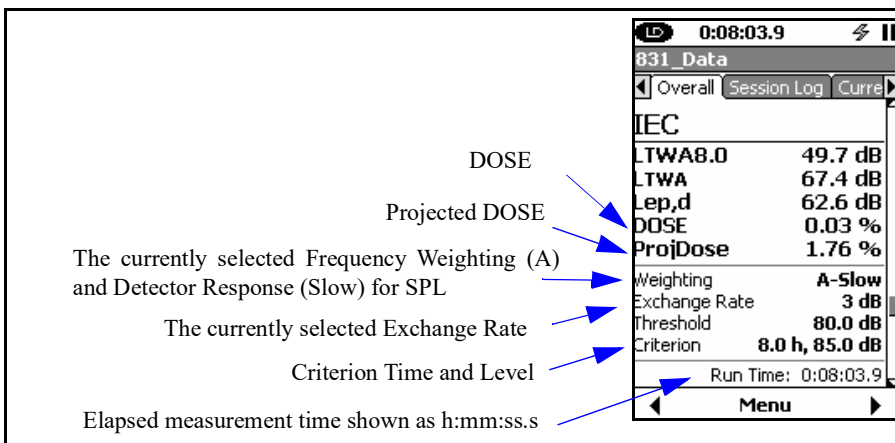 LD 0:08:03.9
831_Data
Overall Session Log Curre
IEC
LTWA8.0 49.7 dB
LTWA 67.4 dB
Lep,d 62.6 dB
DOSE 0.03 %
ProjDose 1.76 %
Weighting A-Slow
Exchange Rate 3 dB
Threshold 80.0 dB
Criterion 8.0 h, 85.0 dB
Run Time: 0:08:03.9
Menu
DOSE
Projected DOSE
The currently selected Frequency Weighting (A)
and Detector Response (Slow) for SPL
The currently selected Exchange Rate
Criterion Time and Level
Elapsed measurement time shown as h:mm:ss.s